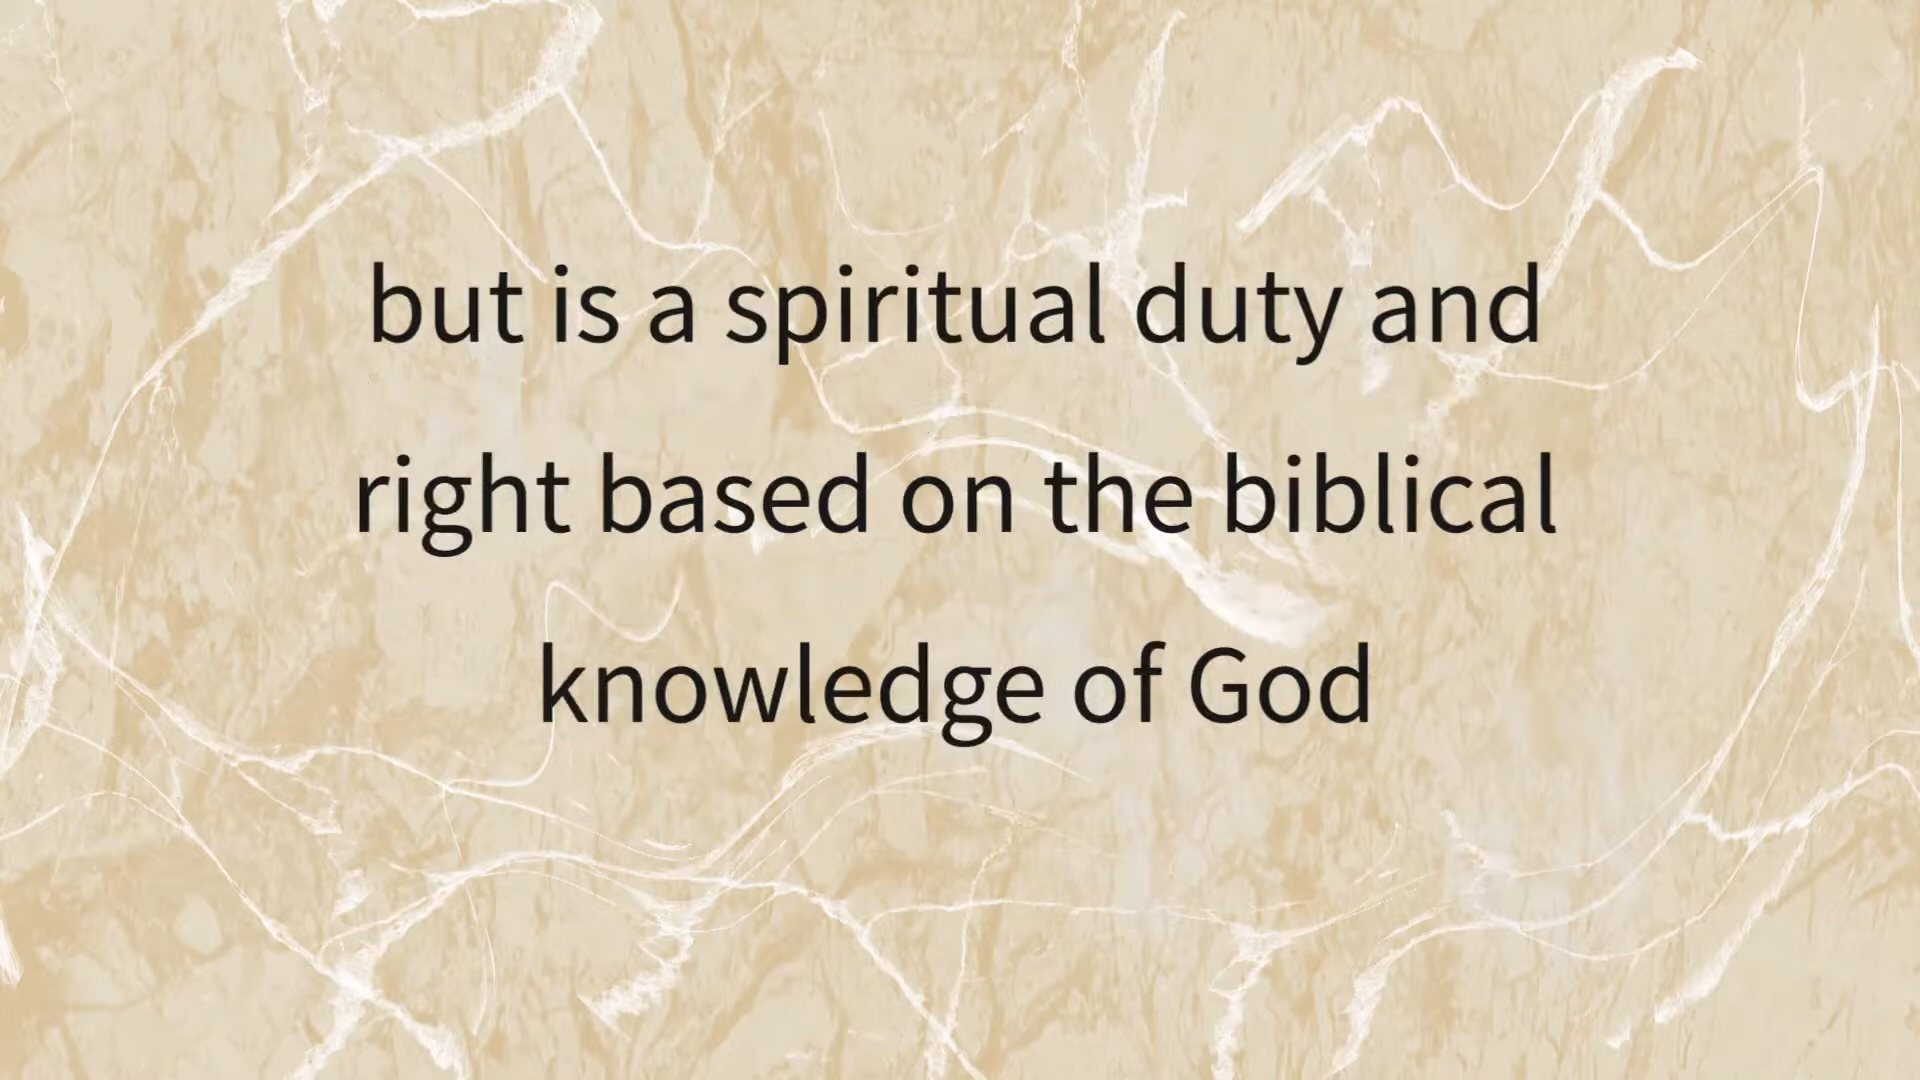 but is a spiritual duty and
right based on the biblical
knowledge of God